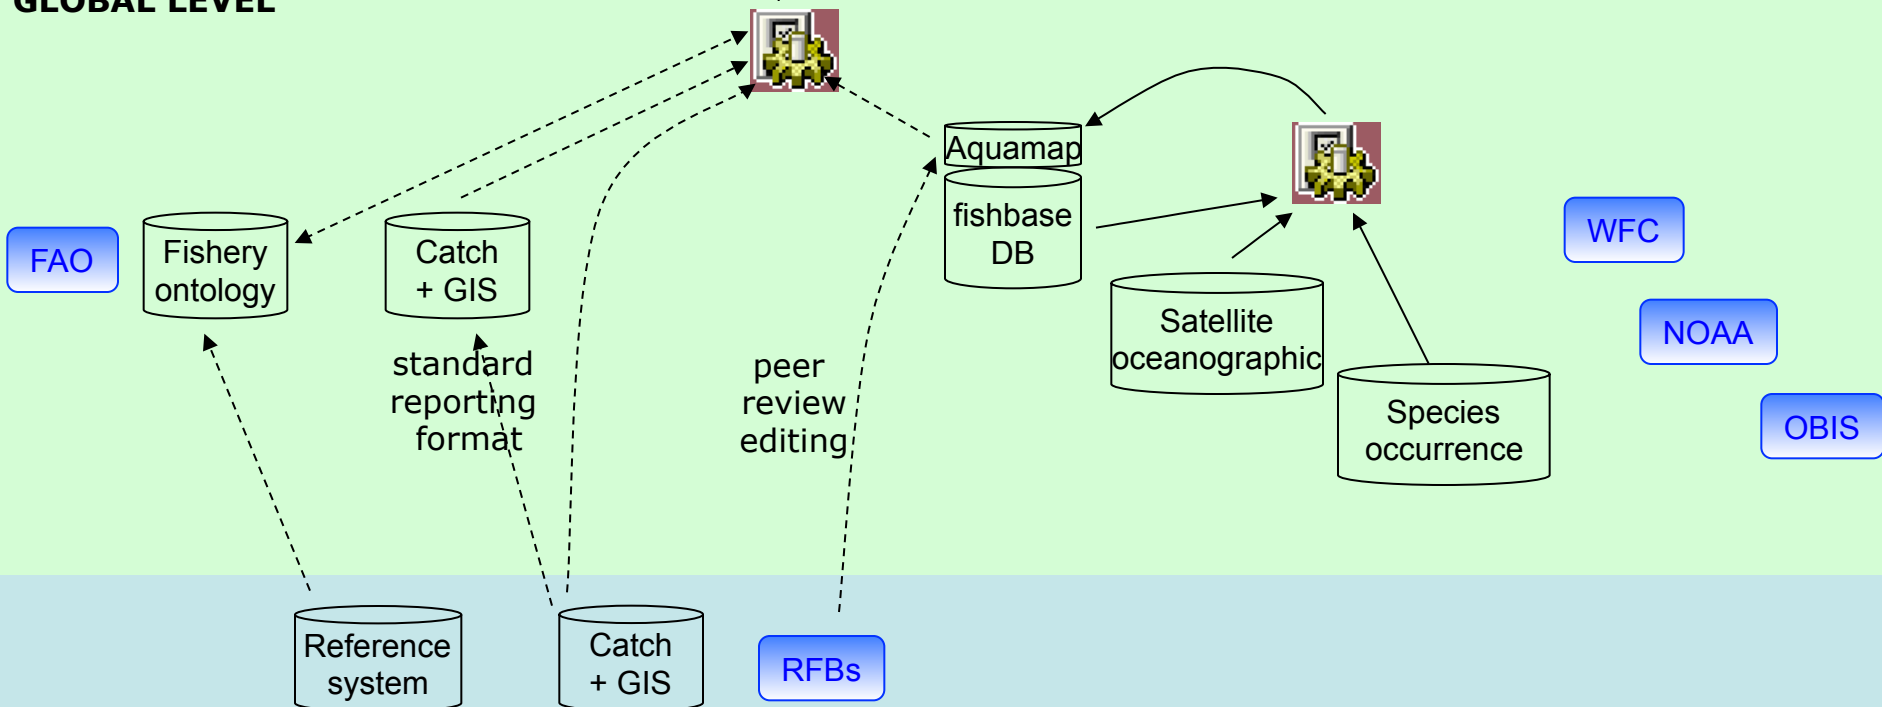 GLOBAL LEVEL
Aquamap
fishbase
DB
FAO
Fishery
ontology
Catch
+ GIS
WFC
Satellite
oceanographic
NOAA
standard
reporting
format
peer
review
editing
Species
occurrence
OBIS
Reference
system
Catch
+ GIS
RFBs